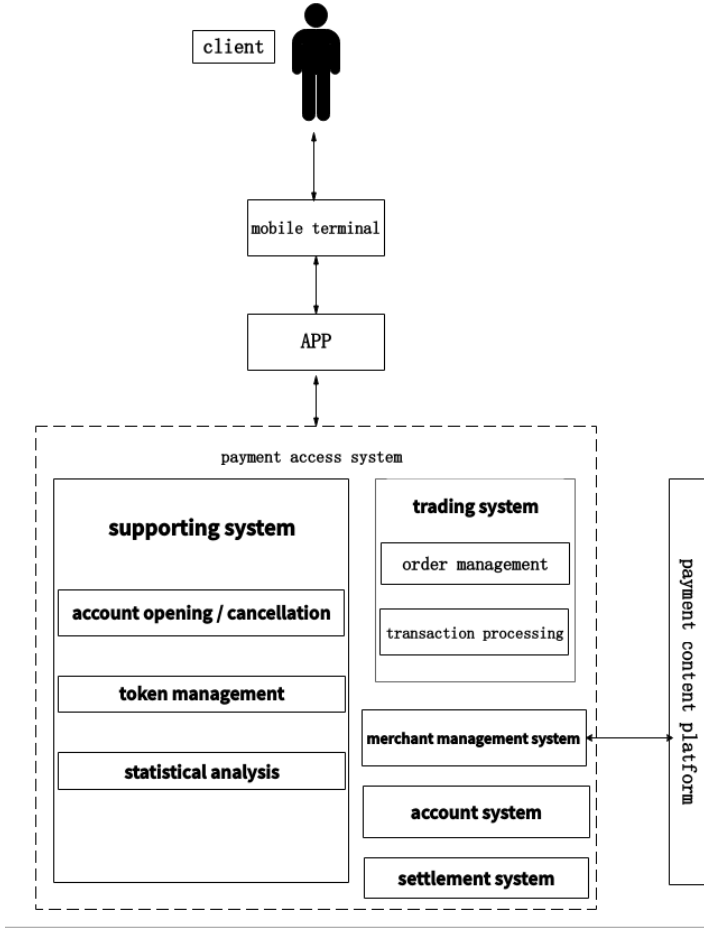 client
mobile terminal
APP
payment access system
supporting system
account opening / cancellation
token management
statistical analysis
trading system
order management
transaction processing
merchant management system
account system
settlement system
payment content platform